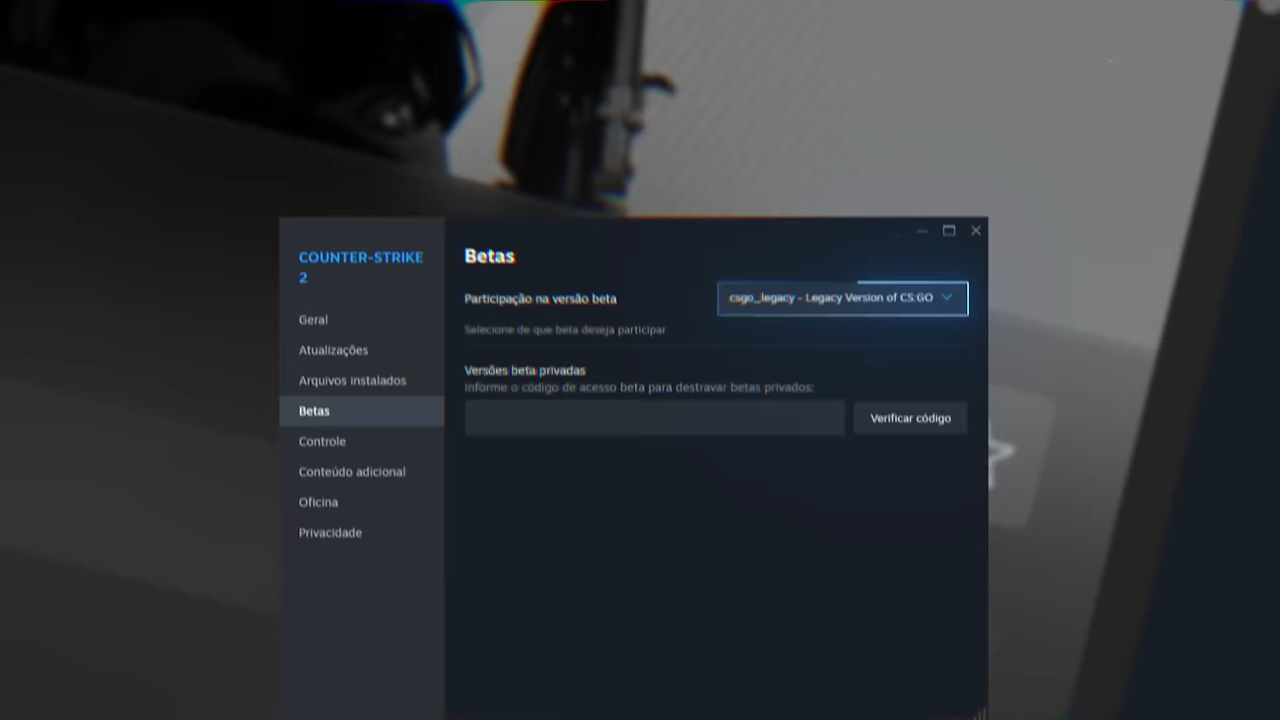 COUNTER-STRIKE
2
Geral
Atualizações
Arquivos instalados
Betas
Controle
Conteúdo adicional
Oficina
Privacidade
Betas
Participação na versão beta
csgo_legacy - Legacy Version of CS:GO
Selecione de que beta deseja participar
Versões beta privadas
Informe o código de acesso beta para destravar betas privados:
Verificar código